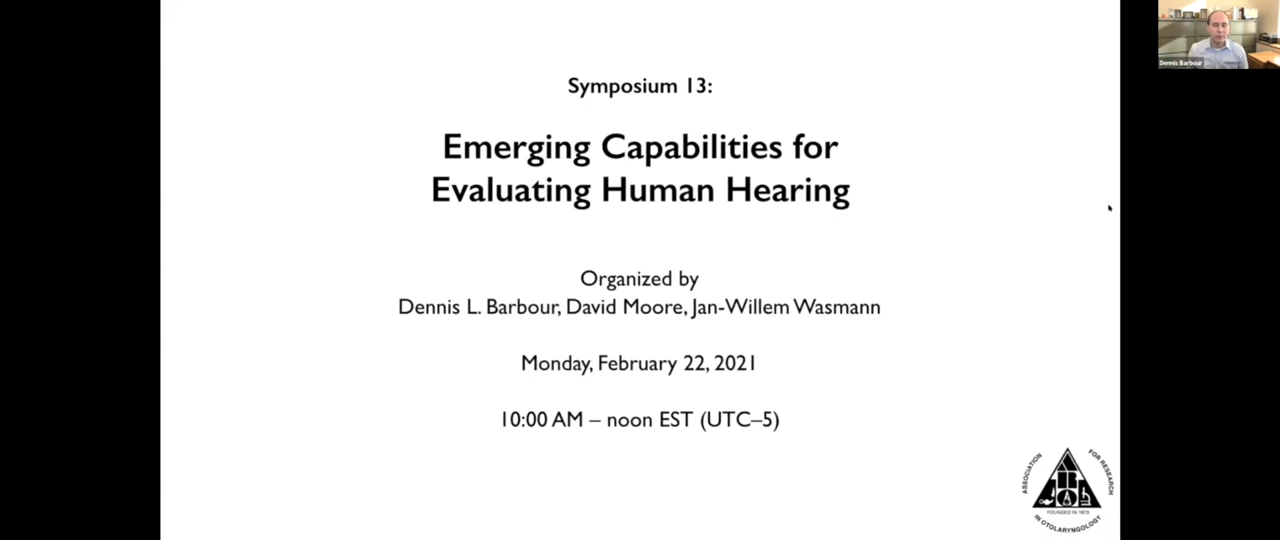 Symposium 13:
Emerging Capabilities for
Evaluating Human Hearing
Organized by
Dennis L. Barbour, David Moore, Jan-Willem Wasmann
Monday, February 22, 2021
10:00 AM – noon EST (UTC–5)
Dennis Barbour
ASSOCIATION
FOR RESEARCH
FOUNDED IN 1973
IN OTOLARYNGOLOGY